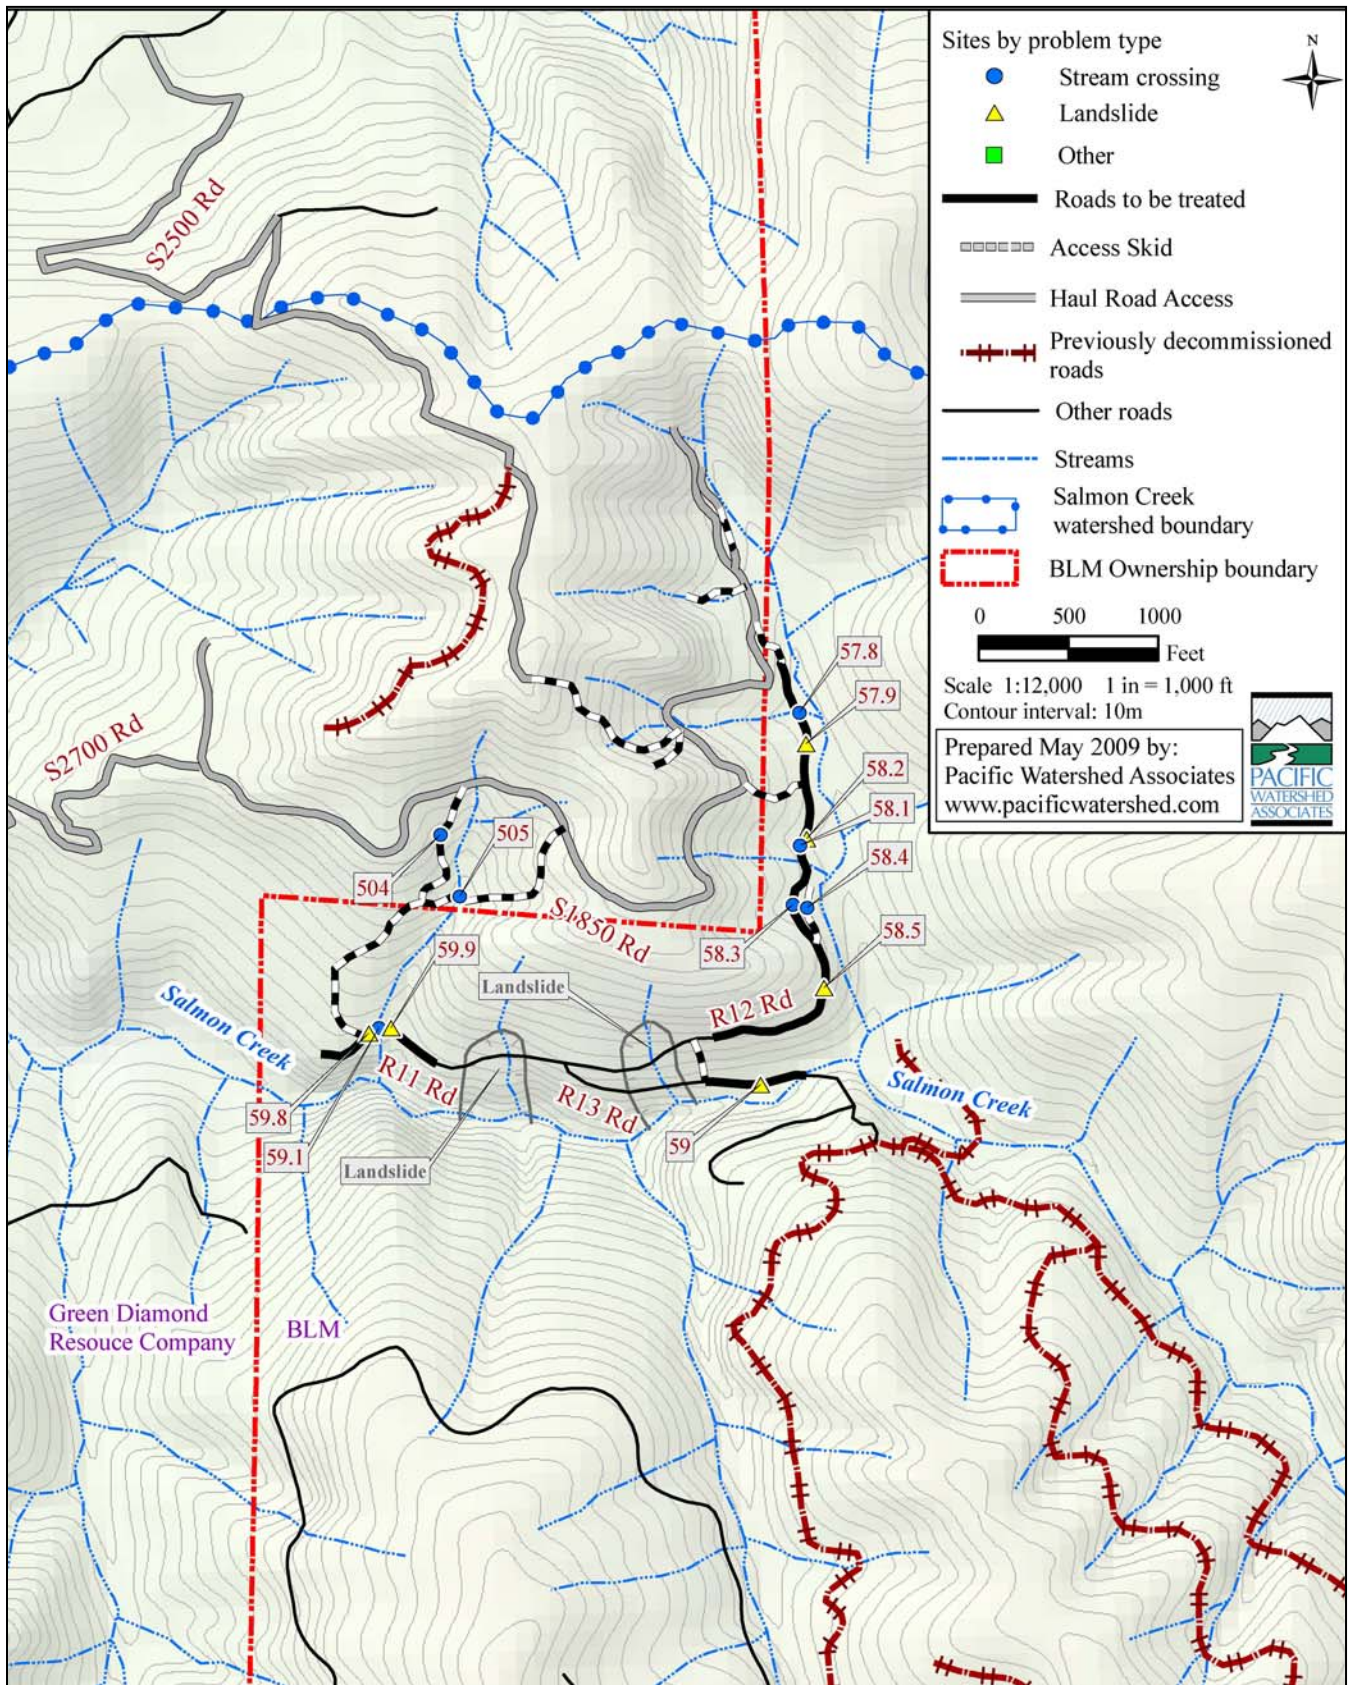 Sites by problem type
N
Stream crossing
Landslide
Other
Roads to be treated
Access Skid
Haul Road Access
Previously decommissioned
roads
Other roads
Streams
Salmon Creek
watershed boundary
BLM Ownership boundary
0 500 1000
Feet
Scale 1:12,000 1 in = 1,000 ft
Contour interval: 10m
Prepared May 2009 by:
Pacific Watershed Associates
www.pacificwatershed.com
PACIFIC
WATERSHED
ASSOCIATES
S2500 Rd
57.8
57.9
S2700 Rd
58.2
58.1
505
58.4
504
S1850 Rd
58.3
58.5
59.9
Landslide
Salmon Creek
R12 Rd
R11 Rd
R13 Rd
Salmon Creek
59.8
59.1
59
Landslide
Green Diamond
Resouce Company
BLM